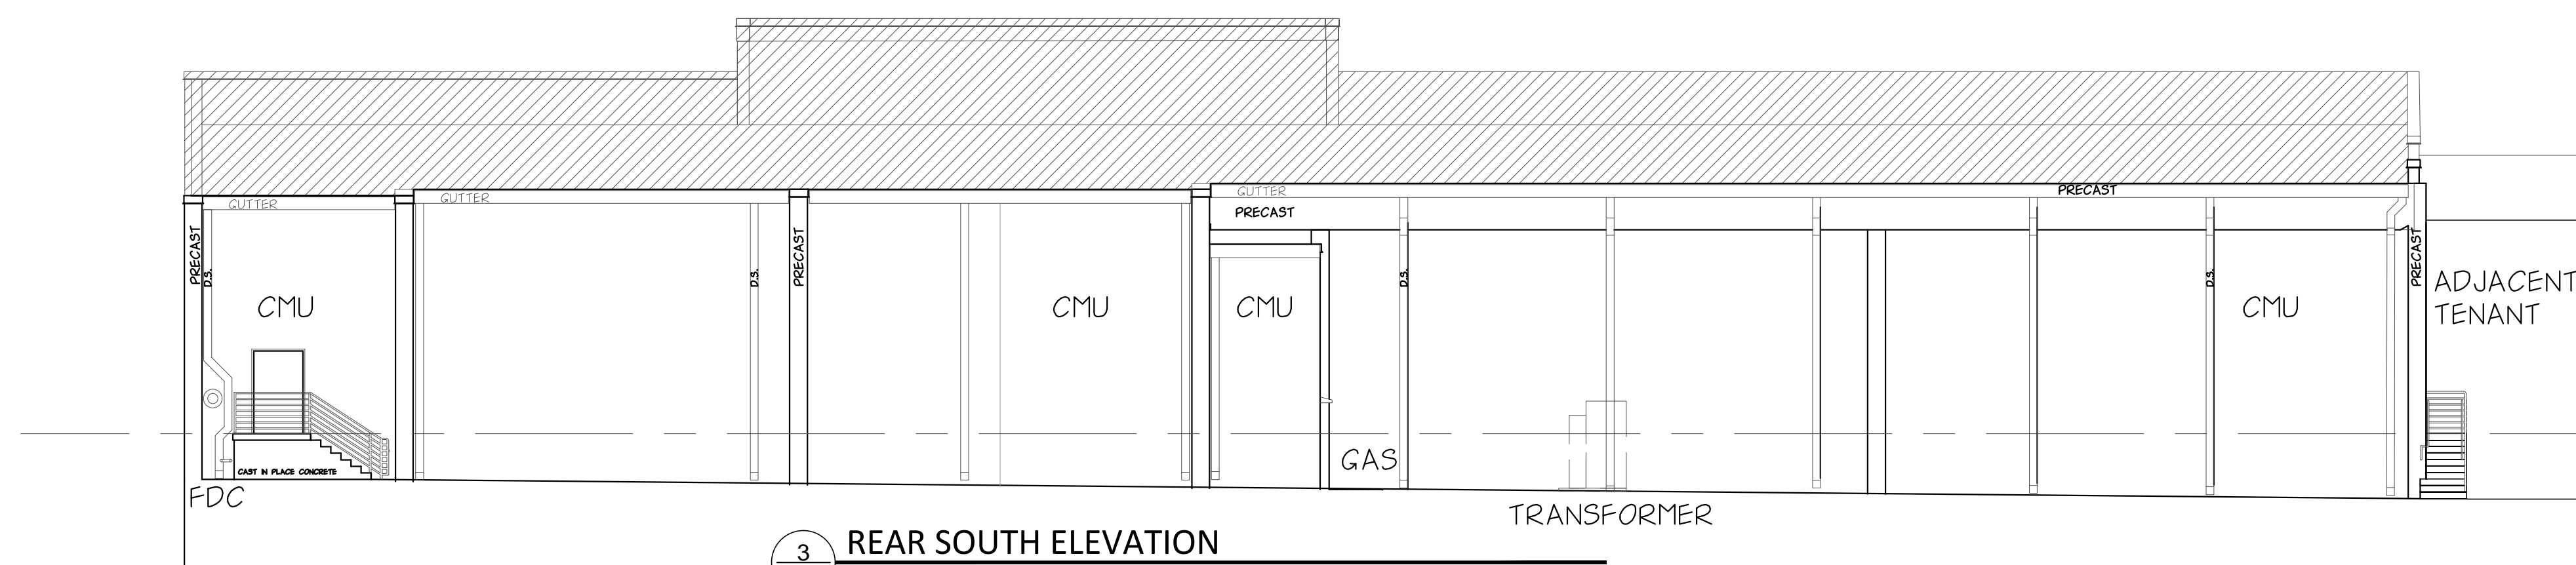 GUTTER
GUTTER
GUTTER
PRECAST
PRECAST
PRECAST
D.S.
D.S.
PRECAST
D.S.
D.S.
PRECAST
CMU
CMU
CMU
CMU
ADJACENT
TENANT
CAST IN PLACE CONCRETE
GAS
FDC
TRANSFORMER
3
REAR SOUTH ELEVATION